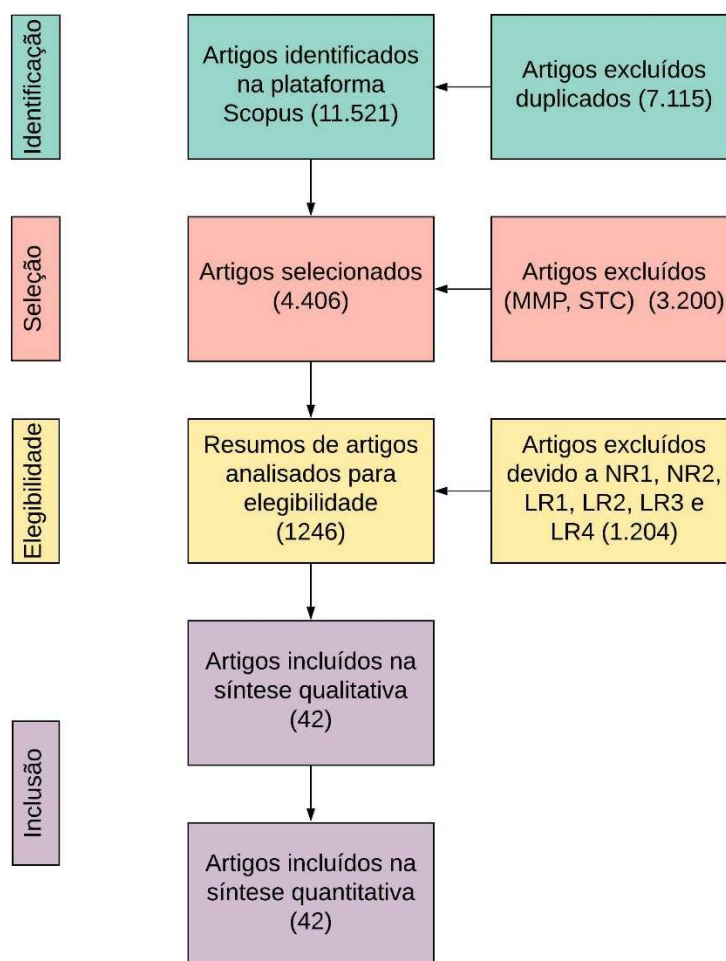 Identificação
Artigos identificados
na plataforma
Scopus (11.521)
Artigos excluídos
duplicados (7.115)
Seleção
Artigos selecionados
(4.406)
Artigos excluídos
(MMP, STC) (3.200)
Elegibilidade
Resumos de artigos
analisados para
elegibilidade
(1246)
Artigos excluídos
devido a NR1, NR2,
LR1, LR2, LR3 e
LR4 (1.204)
Inclusão
Artigos incluídos na
síntese qualitativa
(42)
Artigos incluídos na
síntese quantitativa
(42)